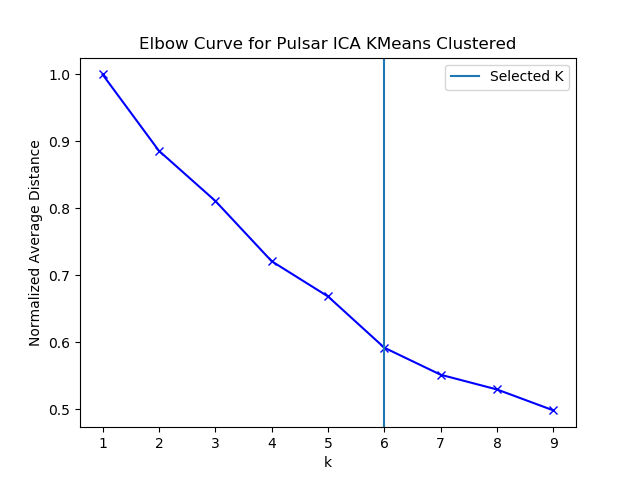 Elbow Curve for Pulsar ICA KMeans Clustered
Selected K
Normalized Average Distance
1.0
0.9
0.8
0.7
0.6
0.5
1 2 3 4 5 6 7 8 9
k